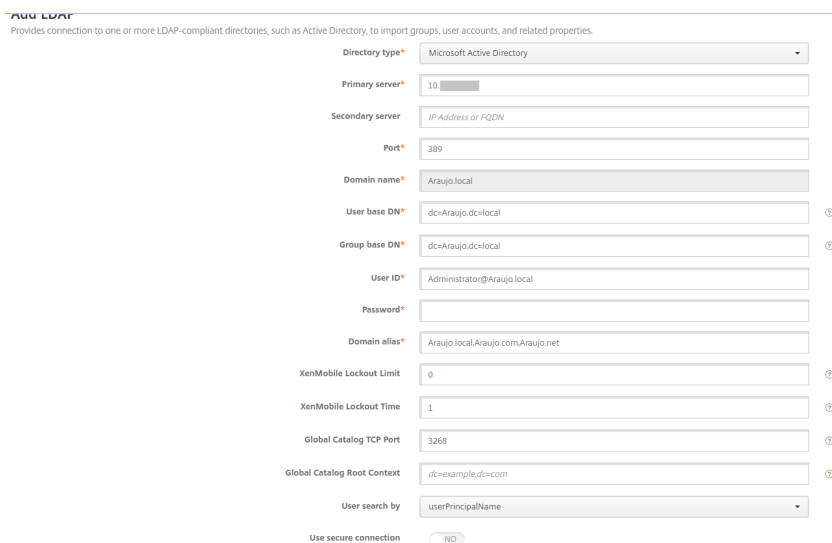 Add LDAP
Provides connection to one or more LDAP-compliant directories, such as Active Directory, to import groups, user accounts, and related properties.
Directory type* Microsoft Active Directory
Primary server* 10.
Secondary server IP Address or FQDN
Port* 389
Domain name* Araujo.local
User base DN* dc=Araujo,dc=local
Group base DN* dc=Araujo,dc=local
User ID* Administrator@Araujo.local
Password*
Domain alias* Araujo.local,Araujo.com,Araujo.net
XenMobile Lockout Limit 0
XenMobile Lockout Time 1
Global Catalog TCP Port 3268
Global Catalog Root Context dc=example,dc=com
User search by userPrincipalName
Use secure connection NO